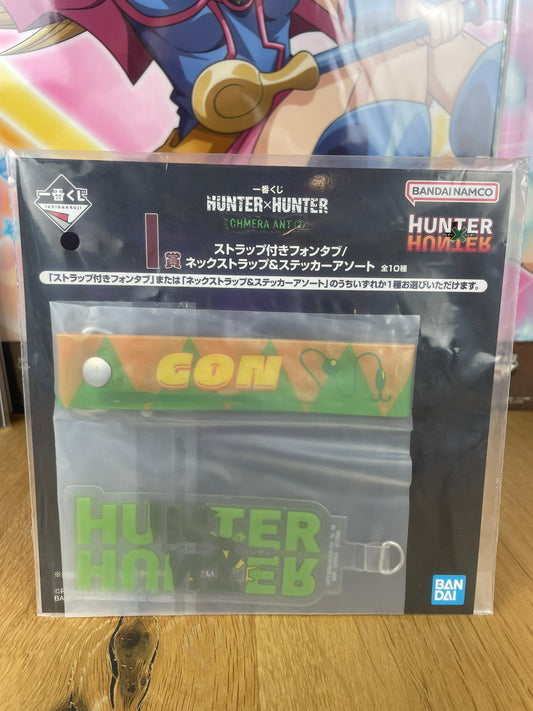 一番くじ
ichibankuji
一番くじ
HUNTER×HUNTER
CHMERA ANT ②
BANDAI NAMCO
HUNTER
HUNTER
I賞
ストラップ付きフォンタブ/
ネックストラップ&ステッカーアソート 全10種
「ストラップ付きフォンタブ」または「ネックストラップ&ステッカーアソート」のうちいずれか1種お選びいただけます。
GON
HUNTER
HUNTER
BAN
DAI